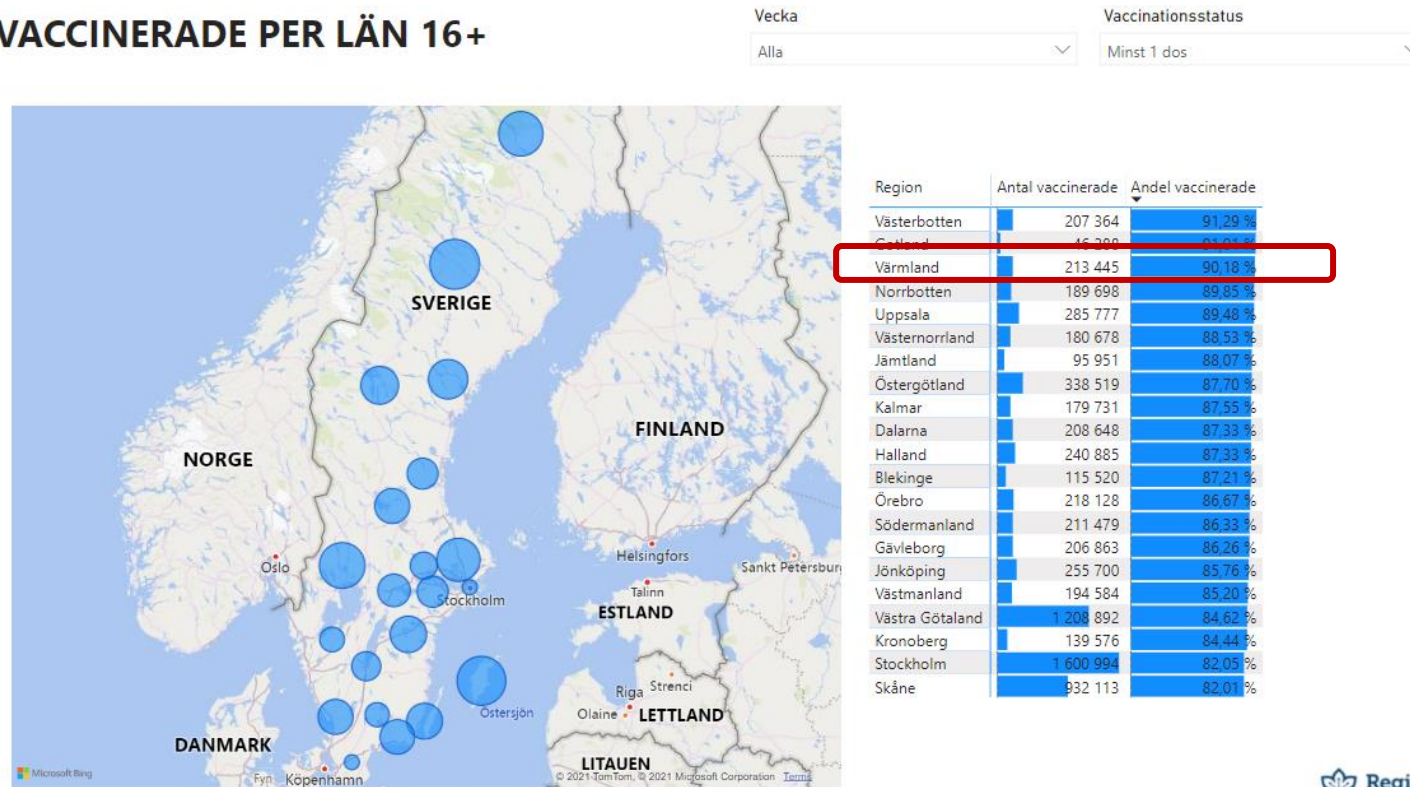 VACCINERADE PER LÄN 16+
Vecka
Alla
Vaccinationsstatus
Minst 1 dos
SVERIGE
NORGE
FINLAND
Oslo
Helsingfors
Sankt Petersburg
Stockholm
Talinn
ESTLAND
Riga
Strenci
Östersjön
Olaine
LETTLAND
DANMARK
LITAUEN
Fyn
Köpenhamn
Microsoft Bing
© 2021 TomTom, © 2021 Microsoft Corporation Terms
Region Antal vaccinerade Andel vaccinerade
Västerbotten 207 364 91,29 %
Gotland
Värmland 213 445 90,18 %
Norrbotten 189 698 89,85 %
Uppsala 285 777 89,48 %
Västernorrland 180 678 88,53 %
Jämtland 95 951 88,07 %
Östergötland 338 519 87,70 %
Kalmar 179 731 87,55 %
Dalarna 208 648 87,33 %
Halland 240 885 87,33 %
Blekinge 115 520 87,21 %
Örebro 218 128 86,67 %
Södermanland 211 479 86,33 %
Gävleborg 206 863 86,26 %
Jönköping 255 700 85,76 %
Västmanland 194 584 85,20 %
Västra Götaland 1 208 892 84,62 %
Kronoberg 139 576 84,44 %
Stockholm 1 600 994 82,05 %
Skåne 932 113 82,01 %
Regi